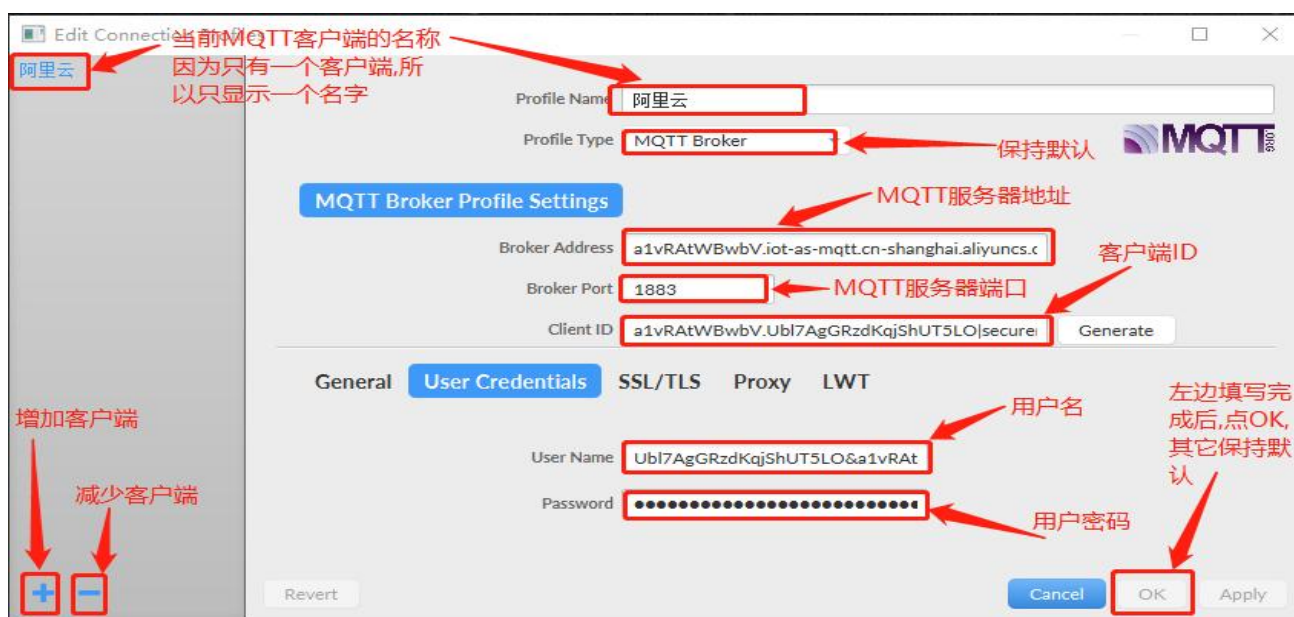 Edit Connection Profiles
当前MQTT客户端的名称
因为只有一个客户端,所
以只显示一个名字
阿里云
Profile Name
阿里云
Profile Type
MQTT Broker
保持默认
MQTT
.ORG
MQTT Broker Profile Settings
MQTT服务器地址
Broker Address
a1vRAtWBwbV.iot-as-mqtt.cn-shanghai.aliyuncs.c
客户端ID
Broker Port
1883
MQTT服务器端口
Client ID
a1vRAtWBwbV.Ubl7AgGRzdKqjShUT5LO|secure
Generate
General
User Credentials
SSL/TLS
Proxy
LWT
用户名
左边填写完
成后,点OK,
其它保持默
认
增加客户端
User Name
Ubl7AgGRzdKqjShUT5LO&a1vRAt
减少客户端
Password
用户密码
Revert
Cancel
OK
Apply